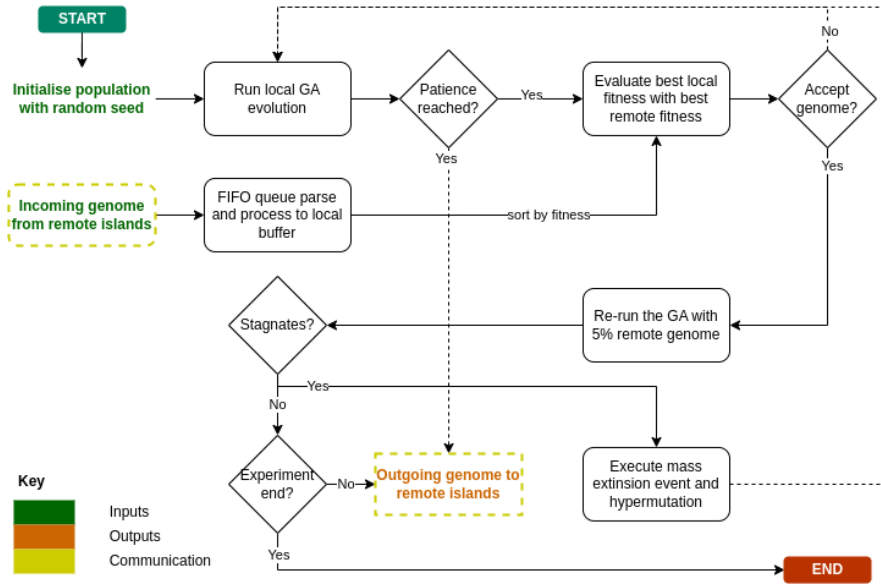 START
No
Initialise population
with random seed
Run local GA
evolution
Patience
reached?
Yes
Evaluate best local
fitness with best
remote fitness
Accept
genome?
Yes
Yes
Incoming genome
from remote islands
FIFO queue parse
and process to local
buffer
sort by fitness
Stagnates?
Re-run the GA with
5% remote genome
Yes
No
Experiment
end?
No
Outgoing genome to
remote islands
Execute mass
extinsion event and
hypermutation
Key
Inputs
Outputs
Communication
Yes
END